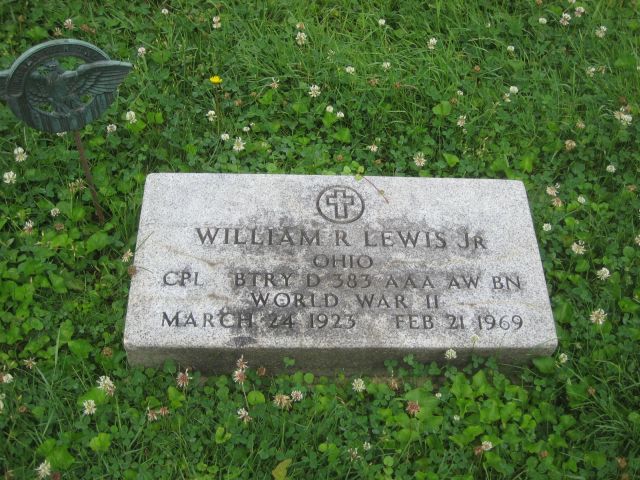 WILLIAM R LEWIS JR
OHIO
CPL BTRY D 383 AAA AW BN
WORLD WAR II
MARCH 24 1923 FEB 21 1969